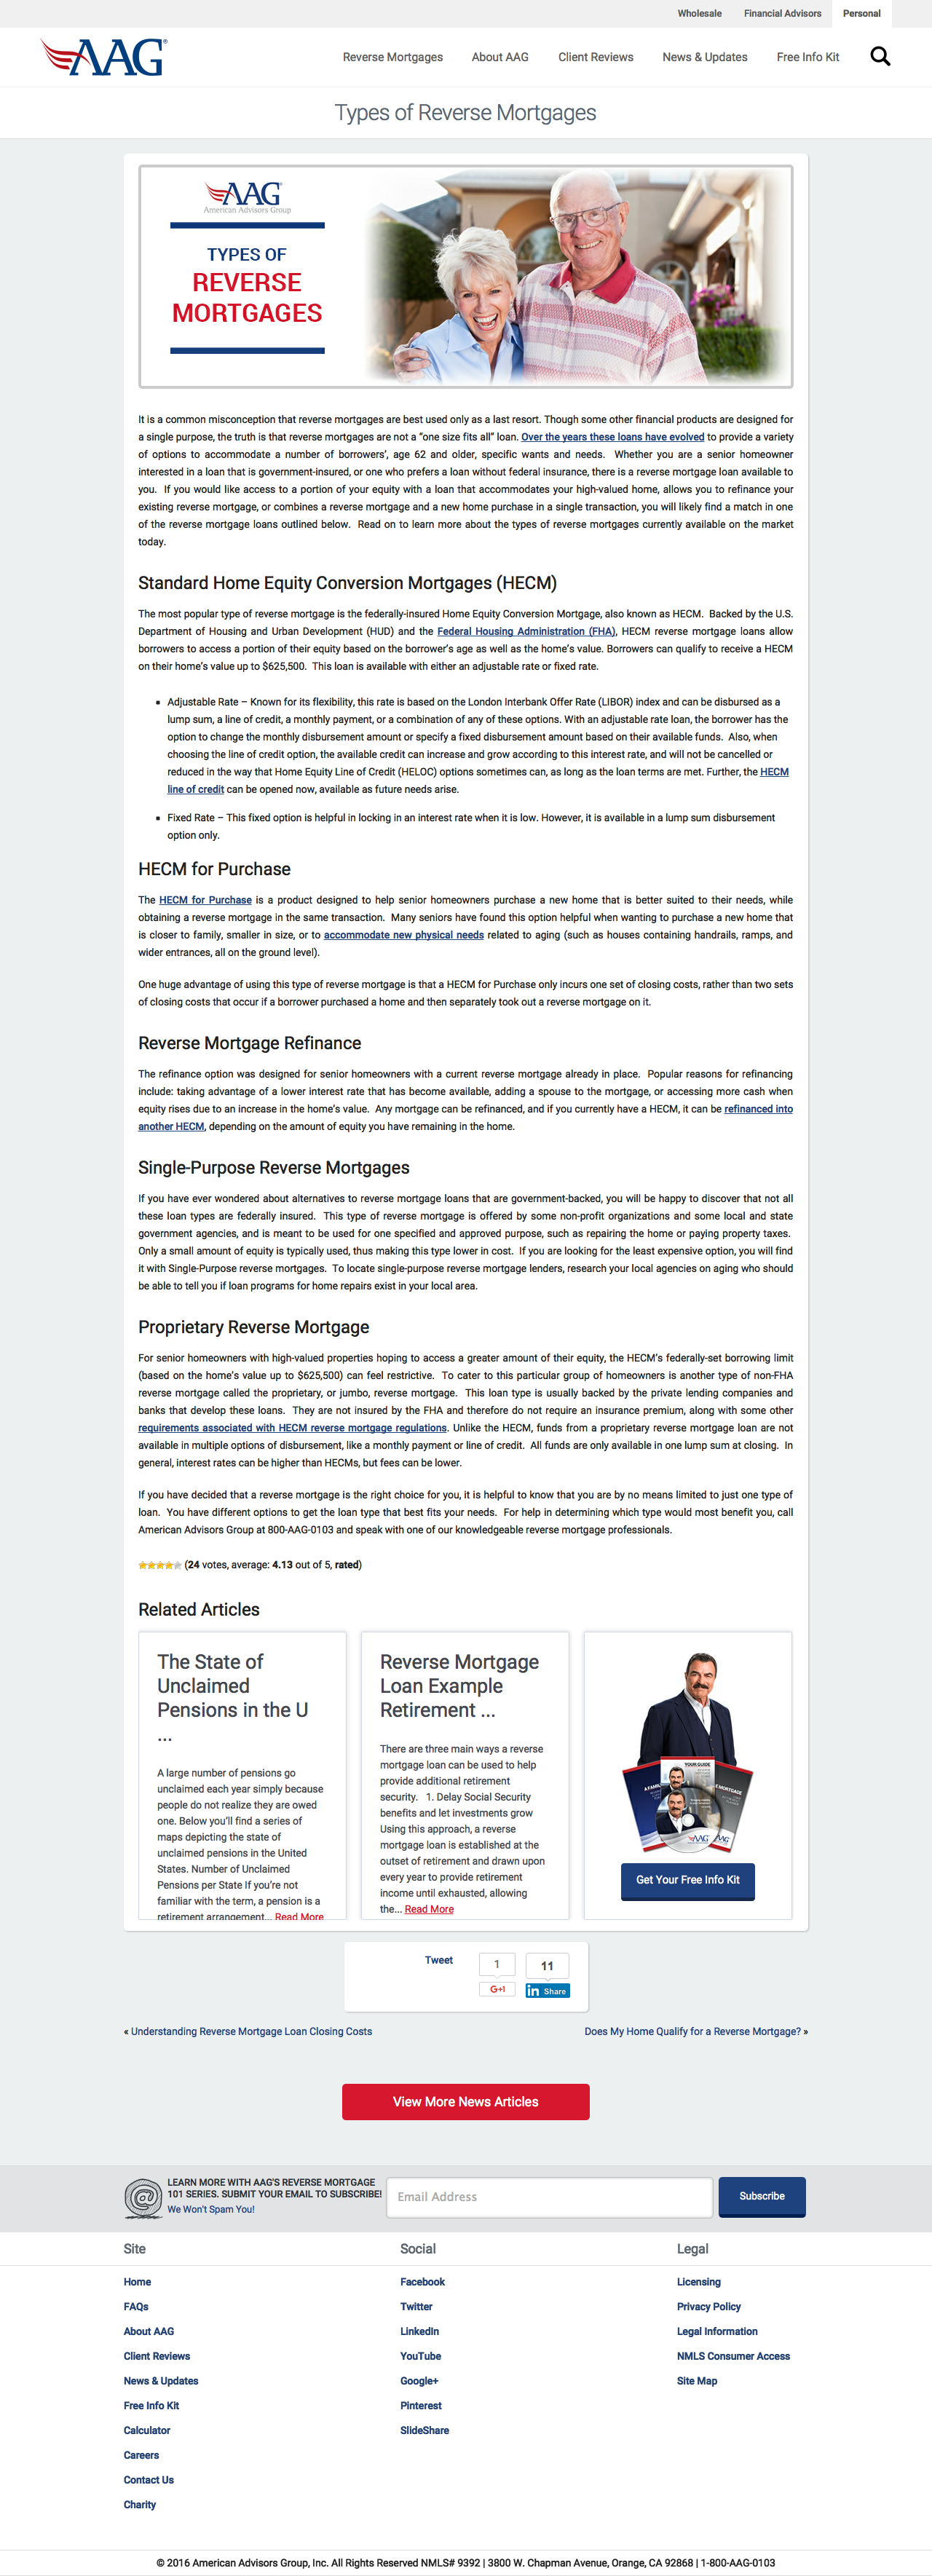 Wholesale Financial Advisors Personal
AAG®
Reverse Mortgages About AAG Client Reviews News & Updates Free Info Kit
Types of Reverse Mortgages
AAG®
American Advisors Group
TYPES OF
REVERSE
MORTGAGES
It is a common misconception that reverse mortgages are best used only as a last resort. Though some other financial products are designed for
a single purpose, the truth is that reverse mortgages are not a “one size fits all” loan. Over the years these loans have evolved to provide a variety
of options to accommodate a number of borrowers’, age 62 and older, specific wants and needs. Whether you are a senior homeowner
interested in a loan that is government-insured, or one who prefers a loan without federal insurance, there is a reverse mortgage loan available to
you. If you would like access to a portion of your equity with a loan that accommodates your high-valued home, allows you to refinance your
existing reverse mortgage, or combines a reverse mortgage and a new home purchase in a single transaction, you will likely find a match in one
of the reverse mortgage loans outlined below. Read on to learn more about the types of reverse mortgages currently available on the market
today.
Standard Home Equity Conversion Mortgages (HECM)
The most popular type of reverse mortgage is the federally-insured Home Equity Conversion Mortgage, also known as HECM. Backed by the U.S.
Department of Housing and Urban Development (HUD) and the Federal Housing Administration (FHA), HECM reverse mortgage loans allow
borrowers to access a portion of their equity based on the borrower’s age as well as the home’s value. Borrowers can qualify to receive a HECM
on their home’s value up to $625,500. This loan is available with either an adjustable rate or fixed rate.
▪ Adjustable Rate – Known for its flexibility, this rate is based on the London Interbank Offer Rate (LIBOR) index and can be disbursed as a
lump sum, a line of credit, a monthly payment, or a combination of any of these options. With an adjustable rate loan, the borrower has the
option to change the monthly disbursement amount or specify a fixed disbursement amount based on their available funds. Also, when
choosing the line of credit option, the available credit can increase and grow according to this interest rate, and will not be cancelled or
reduced in the way that Home Equity Line of Credit (HELOC) options sometimes can, as long as the loan terms are met. Further, the HECM
line of credit can be opened now, available as future needs arise.
▪ Fixed Rate – This fixed option is helpful in locking in an interest rate when it is low. However, it is available in a lump sum disbursement
option only.
HECM for Purchase
The HECM for Purchase is a product designed to help senior homeowners purchase a new home that is better suited to their needs, while
obtaining a reverse mortgage in the same transaction. Many seniors have found this option helpful when wanting to purchase a new home that
is closer to family, smaller in size, or to accommodate new physical needs related to aging (such as houses containing handrails, ramps, and
wider entrances, all on the ground level).
One huge advantage of using this type of reverse mortgage is that a HECM for Purchase only incurs one set of closing costs, rather than two sets
of closing costs that occur if a borrower purchased a home and then separately took out a reverse mortgage on it.
Reverse Mortgage Refinance
The refinance option was designed for senior homeowners with a current reverse mortgage already in place. Popular reasons for refinancing
include: taking advantage of a lower interest rate that has become available, adding a spouse to the mortgage, or accessing more cash when
equity rises due to an increase in the home’s value. Any mortgage can be refinanced, and if you currently have a HECM, it can be refinanced into
another HECM, depending on the amount of equity you have remaining in the home.
Single-Purpose Reverse Mortgages
If you have ever wondered about alternatives to reverse mortgage loans that are government-backed, you will be happy to discover that not all
these loan types are federally insured. This type of reverse mortgage is offered by some non-profit organizations and some local and state
government agencies, and is meant to be used for one specified and approved purpose, such as repairing the home or paying property taxes.
Only a small amount of equity is typically used, thus making this type lower in cost. If you are looking for the least expensive option, you will find
it with Single-Purpose reverse mortgages. To locate single-purpose reverse mortgage lenders, research your local agencies on aging who should
be able to tell you if loan programs for home repairs exist in your local area.
Proprietary Reverse Mortgage
For senior homeowners with high-valued properties hoping to access a greater amount of their equity, the HECM’s federally-set borrowing limit
(based on the home’s value up to $625,500) can feel restrictive. To cater to this particular group of homeowners is another type of non-FHA
reverse mortgage called the proprietary, or jumbo, reverse mortgage. This loan type is usually backed by the private lending companies and
banks that develop these loans. They are not insured by the FHA and therefore do not require an insurance premium, along with some other
requirements associated with HECM reverse mortgage regulations. Unlike the HECM, funds from a proprietary reverse mortgage loan are not
available in multiple options of disbursement, like a monthly payment or line of credit. All funds are only available in one lump sum at closing. In
general, interest rates can be higher than HECMs, but fees can be lower.
If you have decided that a reverse mortgage is the right choice for you, it is helpful to know that you are by no means limited to just one type of
loan. You have different options to get the loan type that best fits your needs. For help in determining which type would most benefit you, call
American Advisors Group at 800-AAG-0103 and speak with one of our knowledgeable reverse mortgage professionals.
(24 votes, average: 4.13 out of 5, rated)
Related Articles
The State of
Unclaimed
Pensions in the U
...
A large number of pensions go
unclaimed each year simply because
people do not realize they are owed
one. Below you’ll find a series of
maps depicting the state of
unclaimed pensions in the United
States. Number of Unclaimed
Pensions per State If you’re not
familiar with the term, a pension is a
retirement arrangement... Read More
Reverse Mortgage
Loan Example
Retirement ...
There are three main ways a reverse
mortgage loan can be used to help
provide additional retirement
security. 1. Delay Social Security
benefits and let investments grow
Using this approach, a reverse
mortgage loan is established at the
outset of retirement and drawn upon
every year to provide retirement
income until exhausted, allowing
the... Read More
YOUR GUIDE
AAG AAG
Get Your Free Info Kit
Tweet
1
G+1
11
in Share
« Understanding Reverse Mortgage Loan Closing Costs
Does My Home Qualify for a Reverse Mortgage? »
View More News Articles
LEARN MORE WITH AAG'S REVERSE MORTGAGE
101 SERIES. SUBMIT YOUR EMAIL TO SUBSCRIBE!
We Won't Spam You!
Email Address
Subscribe
Site
Home
FAQs
About AAG
Client Reviews
News & Updates
Free Info Kit
Calculator
Careers
Contact Us
Charity
Social
Facebook
Twitter
LinkedIn
YouTube
Google+
Pinterest
SlideShare
Legal
Licensing
Privacy Policy
Legal Information
NMLS Consumer Access
Site Map
© 2016 American Advisors Group, Inc. All Rights Reserved NMLS# 9392 | 3800 W. Chapman Avenue, Orange, CA 92868 | 1-800-AAG-0103